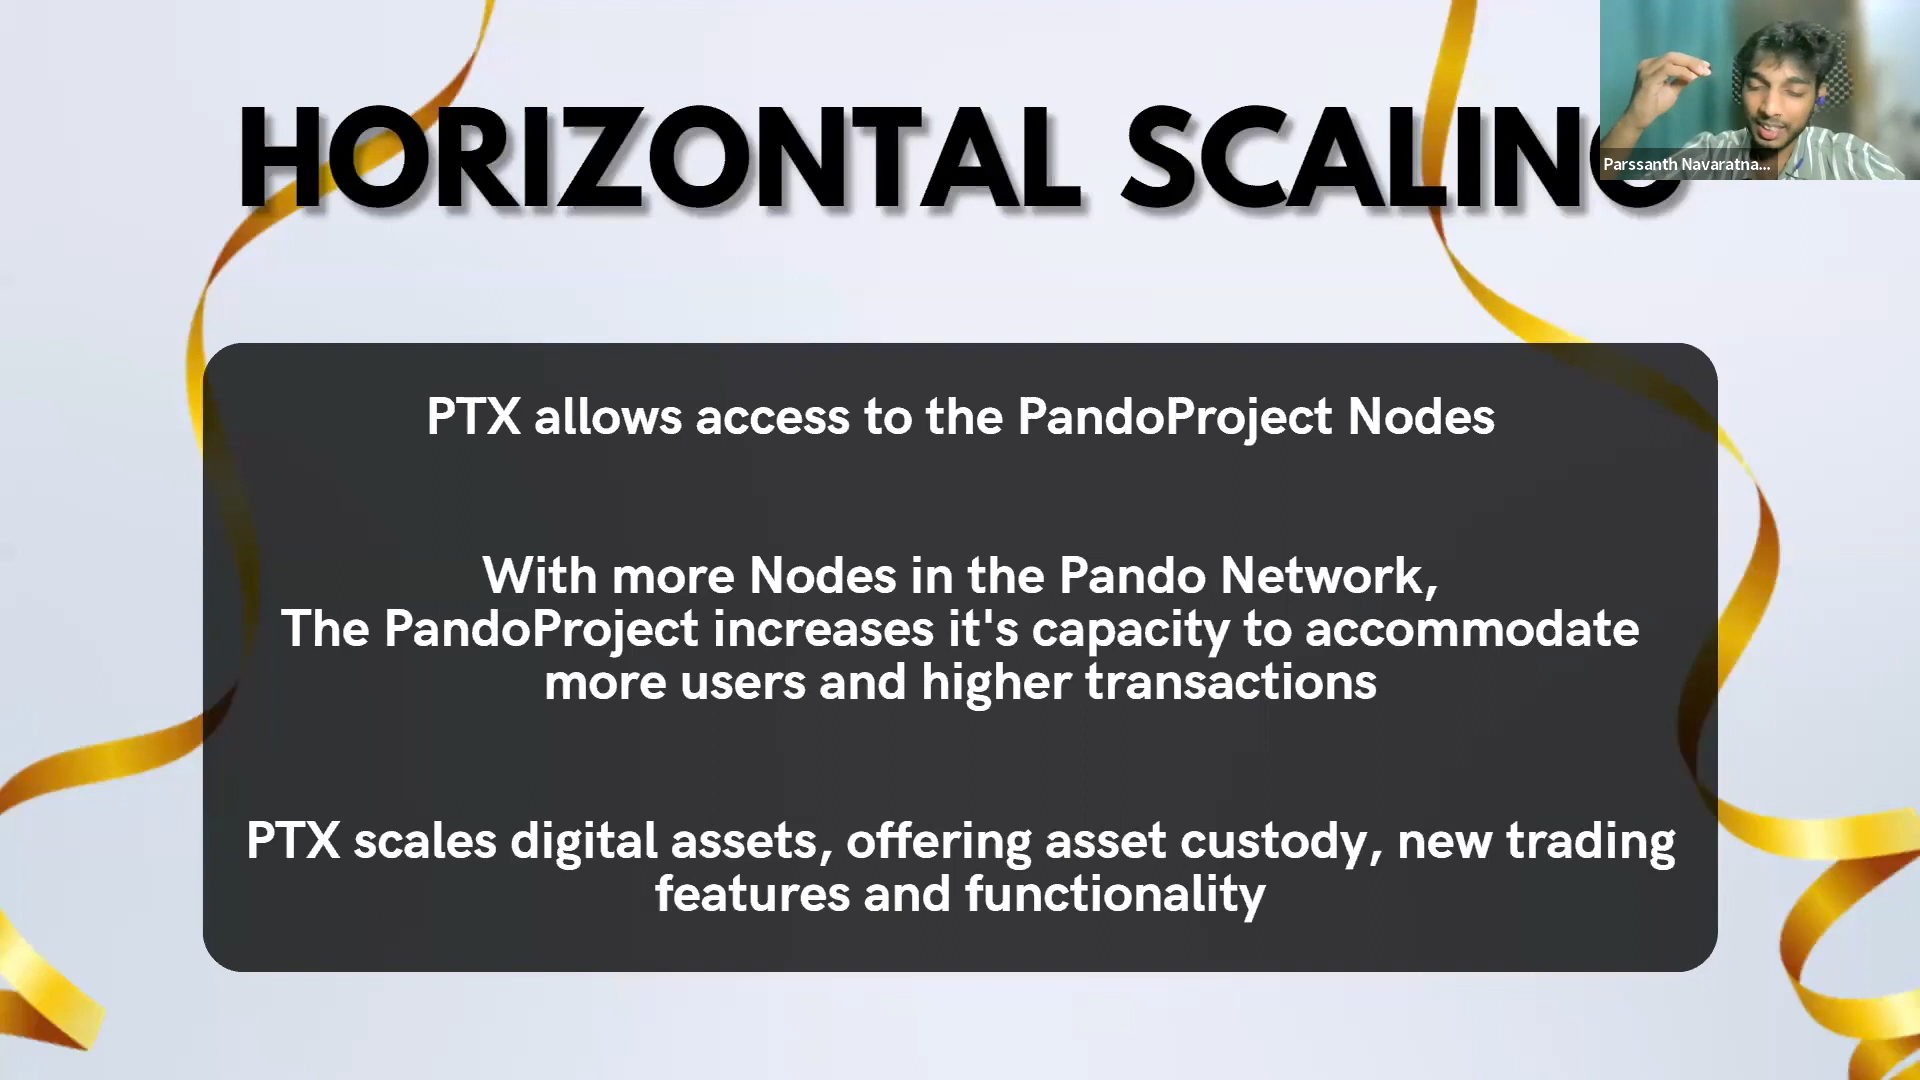 HORIZONTAL SCALING
Parssanth Navaratna...
PTX allows access to the PandoProject Nodes
With more Nodes in the Pando Network,
The PandoProject increases it's capacity to accommodate
more users and higher transactions
PTX scales digital assets, offering asset custody, new trading
features and functionality